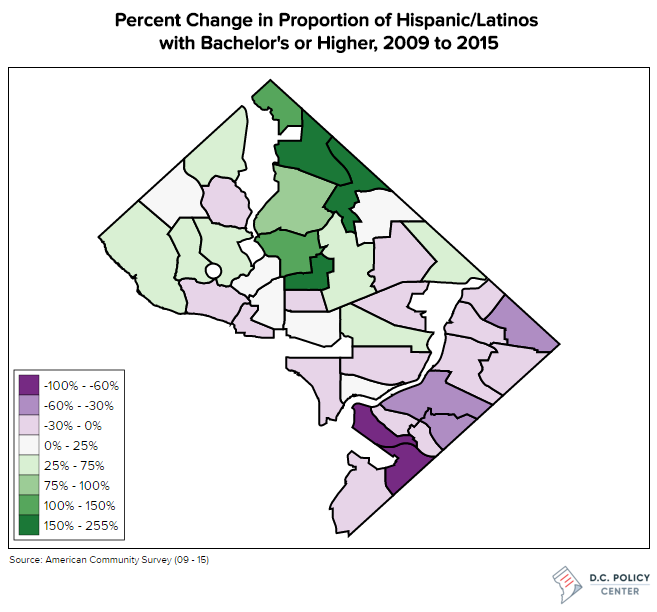 Percent Change in Proportion of Hispanic/Latinos
with Bachelor's or Higher, 2009 to 2015
-100% - -60%
-60% - -30%
-30% - 0%
0% - 25%
25% - 75%
75% - 100%
100% - 150%
150% - 255%
Source: American Community Survey (09 - 15)
D.C. POLICY
CENTER